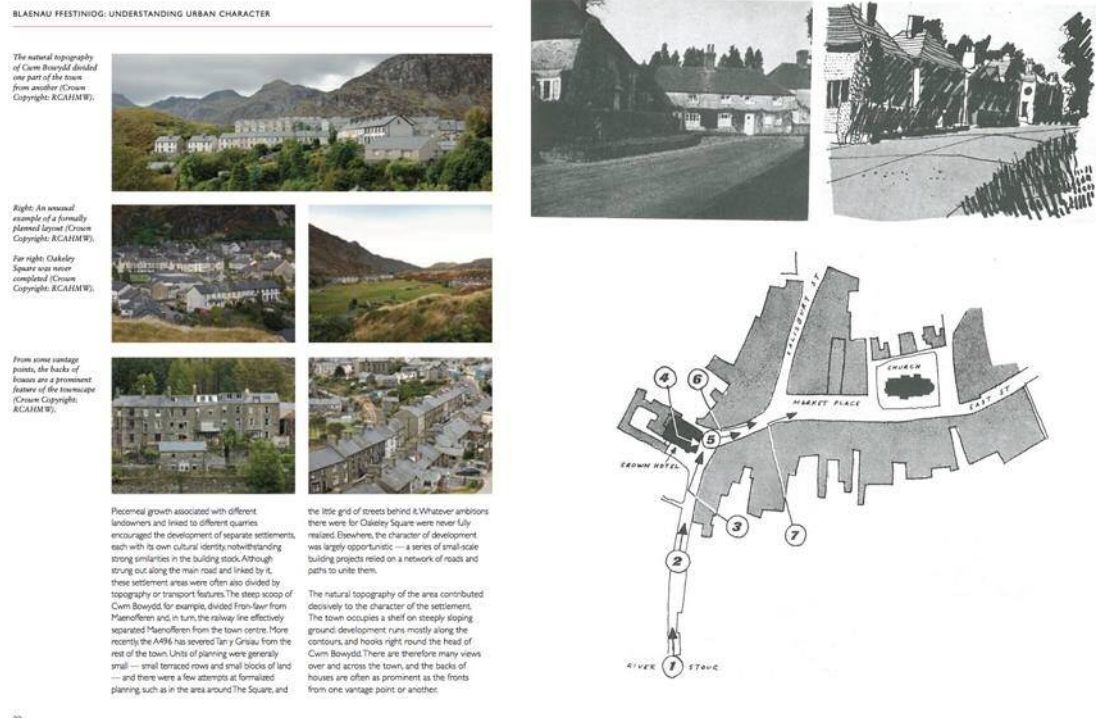 BLAENAU FFESTINIOG: UNDERSTANDING URBAN CHARACTER
The natural topography
of Cwm Bowydd divided
one part of the town
from another (Crown
Copyright: RCAHMW).
Right: An unusual
example of a formally
planned layout (Crown
Copyright: RCAHMW).
Far right: Oakeley
Square was never
completed (Crown
Copyright: RCAHMW).
From some vantage
points, the backs of
houses are a prominent
feature of the townscape
(Crown Copyright:
RCAHMW).
Piecemeal growth associated with different
landowners and linked to different quarries
encouraged the development of separate settlements,
each with its own cultural identity, notwithstanding
strong similarities in the building stock. Although
strung out along the main road and linked by it,
these settlement areas were often also divided by
topography or transport features. The steep scoop of
Cwm Bowydd, for example, divided Fron-fawr from
Maenofferen and, in turn, the railway line effectively
separated Maenofferen from the town centre. More
recently, the A496 has severed Tan y Grisiau from the
rest of the town. Units of planning were generally
small — small terraced rows and small blocks of land
— and there were a few attempts at formalized
planning, such as in the area around The Square, and
the little grid of streets behind it. Whatever ambitions
there were for Oakeley Square were never fully
realized. Elsewhere, the character of development
was largely opportunistic — a series of small-scale
building projects relied on a network of roads and
paths to unite them.
The natural topography of the area contributed
decisively to the character of the settlement.
The town occupies a shelf on steeply sloping
ground: development runs mostly along the
contours, and hooks right round the head of
Cwm Bowydd. There are therefore many views
over and across the town, and the backs of
houses are often as prominent as the fronts
from one vantage point or another.
SALISBURY ST
CHURCH
MARKET PLACE
EAST ST
4
6
5
CROWN HOTEL
3
7
2
RIVER 1 STOUR